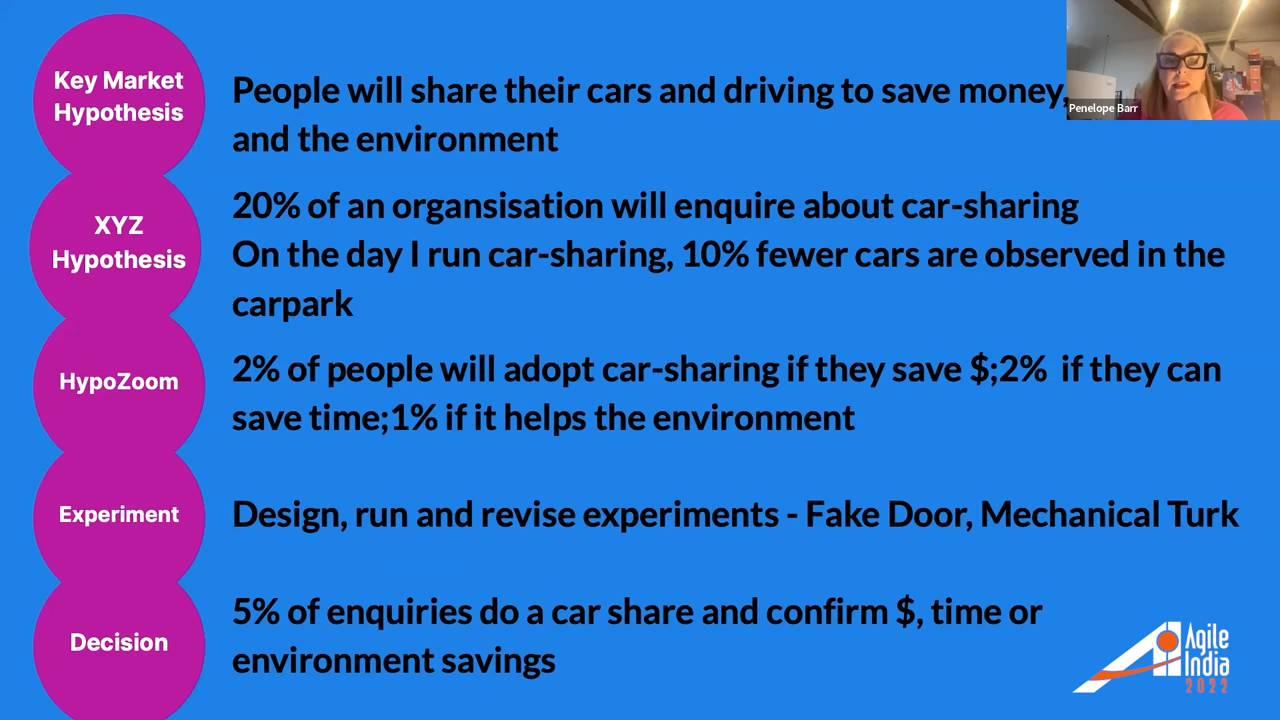 Key Market
Hypothesis
People will share their cars and driving to save money,
and the environment
Penelope Barr
XYZ
Hypothesis
20% of an organsisation will enquire about car-sharing
On the day I run car-sharing, 10% fewer cars are observed in the
carpark
HypoZoom
2% of people will adopt car-sharing if they save $;2%  if they can
save time;1% if it helps the environment
Experiment
Design, run and revise experiments - Fake Door, Mechanical Turk
Decision
5% of enquiries do a car share and confirm $, time or
environment savings
Agile
India
2022